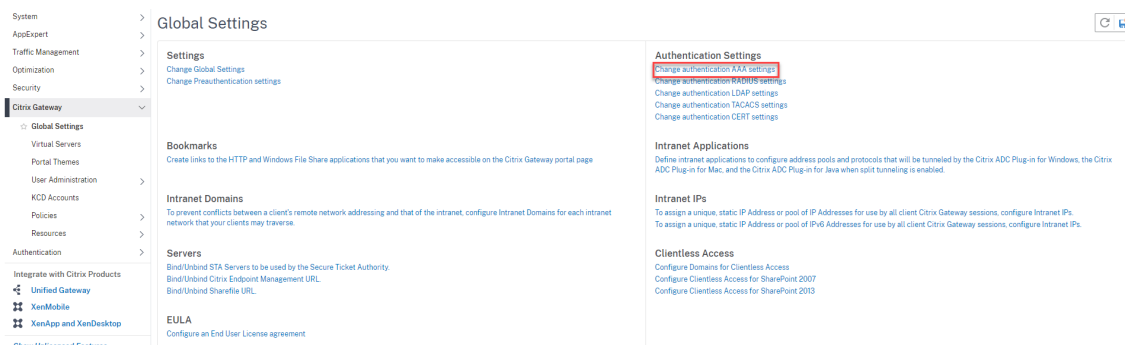 System
AppExpert
Traffic Management
Optimization
Security
Citrix Gateway
Global Settings
Virtual Servers
Portal Themes
User Administration
KCD Accounts
Policies
Resources
Authentication
Integrate with Citrix Products
Unified Gateway
XenMobile
XenApp and XenDesktop
Show Unlicensed Features
Global Settings
Settings
Change Global Settings
Change Preauthentication settings
Authentication Settings
Change authentication AAA settings
Change authentication RADIUS settings
Change authentication LDAP settings
Change authentication TACACS settings
Change authentication CERT settings
Bookmarks
Create links to the HTTP and Windows File Share applications that you want to make accessible on the Citrix Gateway portal page
Intranet Applications
Define intranet applications to configure address pools and protocols that will be tunneled by the Citrix ADC Plug-in for Windows, the Citrix
ADC Plug-in for Mac, and the Citrix ADC Plug-in for Java when split tunneling is enabled.
Intranet Domains
To prevent conflicts between a client's remote network addressing and that of the intranet, configure Intranet Domains for each intranet
network that your clients may traverse.
Intranet IPs
To assign a unique, static IP Address or pool of IP Addresses for use by all client Citrix Gateway sessions, configure Intranet IPs.
To assign a unique, static IP Address or pool of IPv6 Addresses for use by all client Citrix Gateway sessions, configure Intranet IPs.
Servers
Bind/Unbind STA Servers to be used by the Secure Ticket Authority.
Bind/Unbind Citrix Endpoint Management URL.
Bind/Unbind Sharefile URL.
Clientless Access
Configure Domains for Clientless Access
Configure Clientless Access for SharePoint 2007
Configure Clientless Access for SharePoint 2013
EULA
Configure an End User License agreement